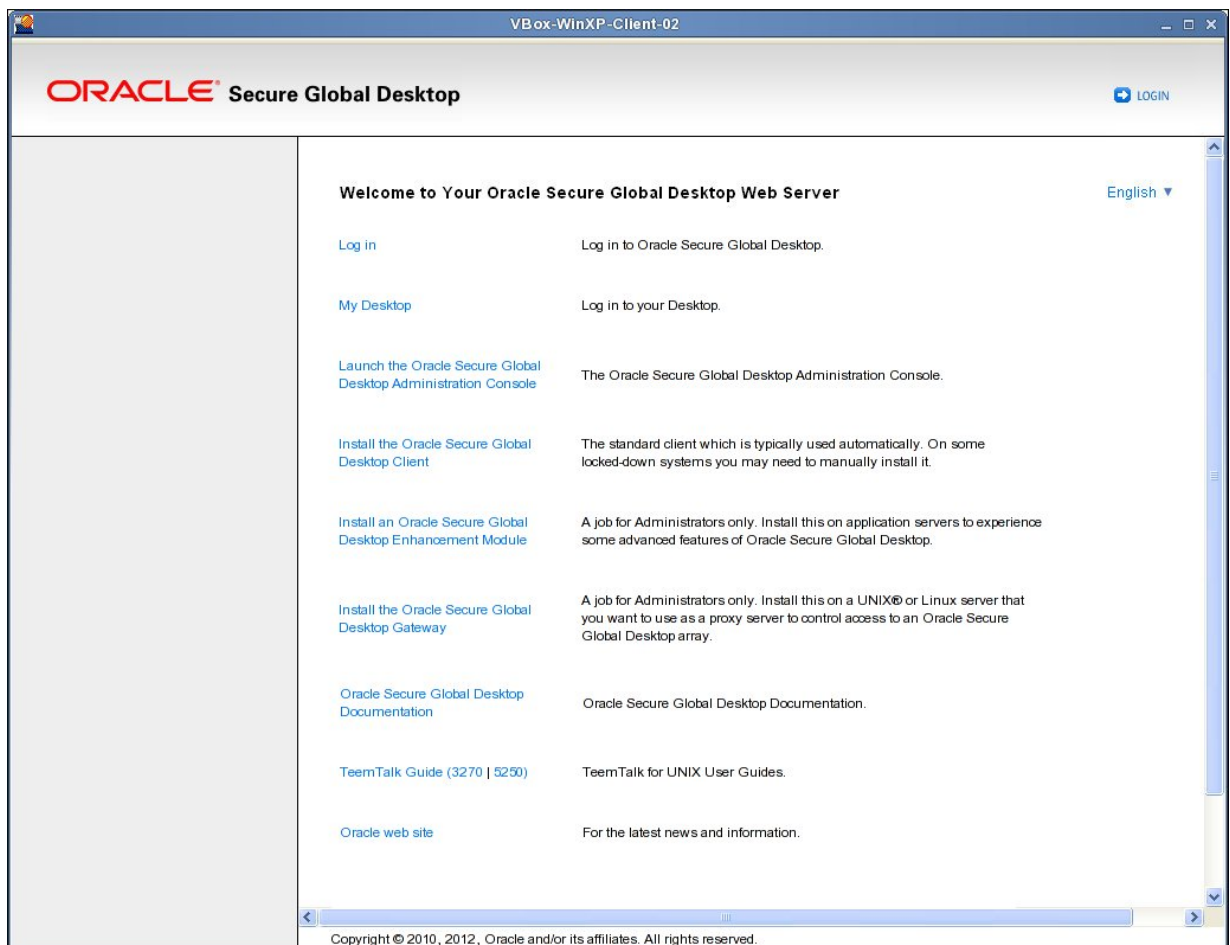 VBox-WinXP-Client-02
ORACLE® Secure Global Desktop
LOGIN
Welcome to Your Oracle Secure Global Desktop Web Server
English
Log in
Log in to Oracle Secure Global Desktop.
My Desktop
Log in to your Desktop.
Launch the Oracle Secure Global
Desktop Administration Console
The Oracle Secure Global Desktop Administration Console.
Install the Oracle Secure Global
Desktop Client
The standard client which is typically used automatically. On some
locked-down systems you may need to manually install it.
Install an Oracle Secure Global
Desktop Enhancement Module
A job for Administrators only. Install this on application servers to experience
some advanced features of Oracle Secure Global Desktop.
Install the Oracle Secure Global
Desktop Gateway
A job for Administrators only. Install this on a UNIX® or Linux server that
you want to use as a proxy server to control access to an Oracle Secure
Global Desktop array.
Oracle Secure Global Desktop
Documentation
Oracle Secure Global Desktop Documentation.
TeemTalk Guide (3270 | 5250)
TeemTalk for UNIX User Guides.
Oracle web site
For the latest news and information.
Copyright © 2010, 2012, Oracle and/or its affiliates. All rights reserved.